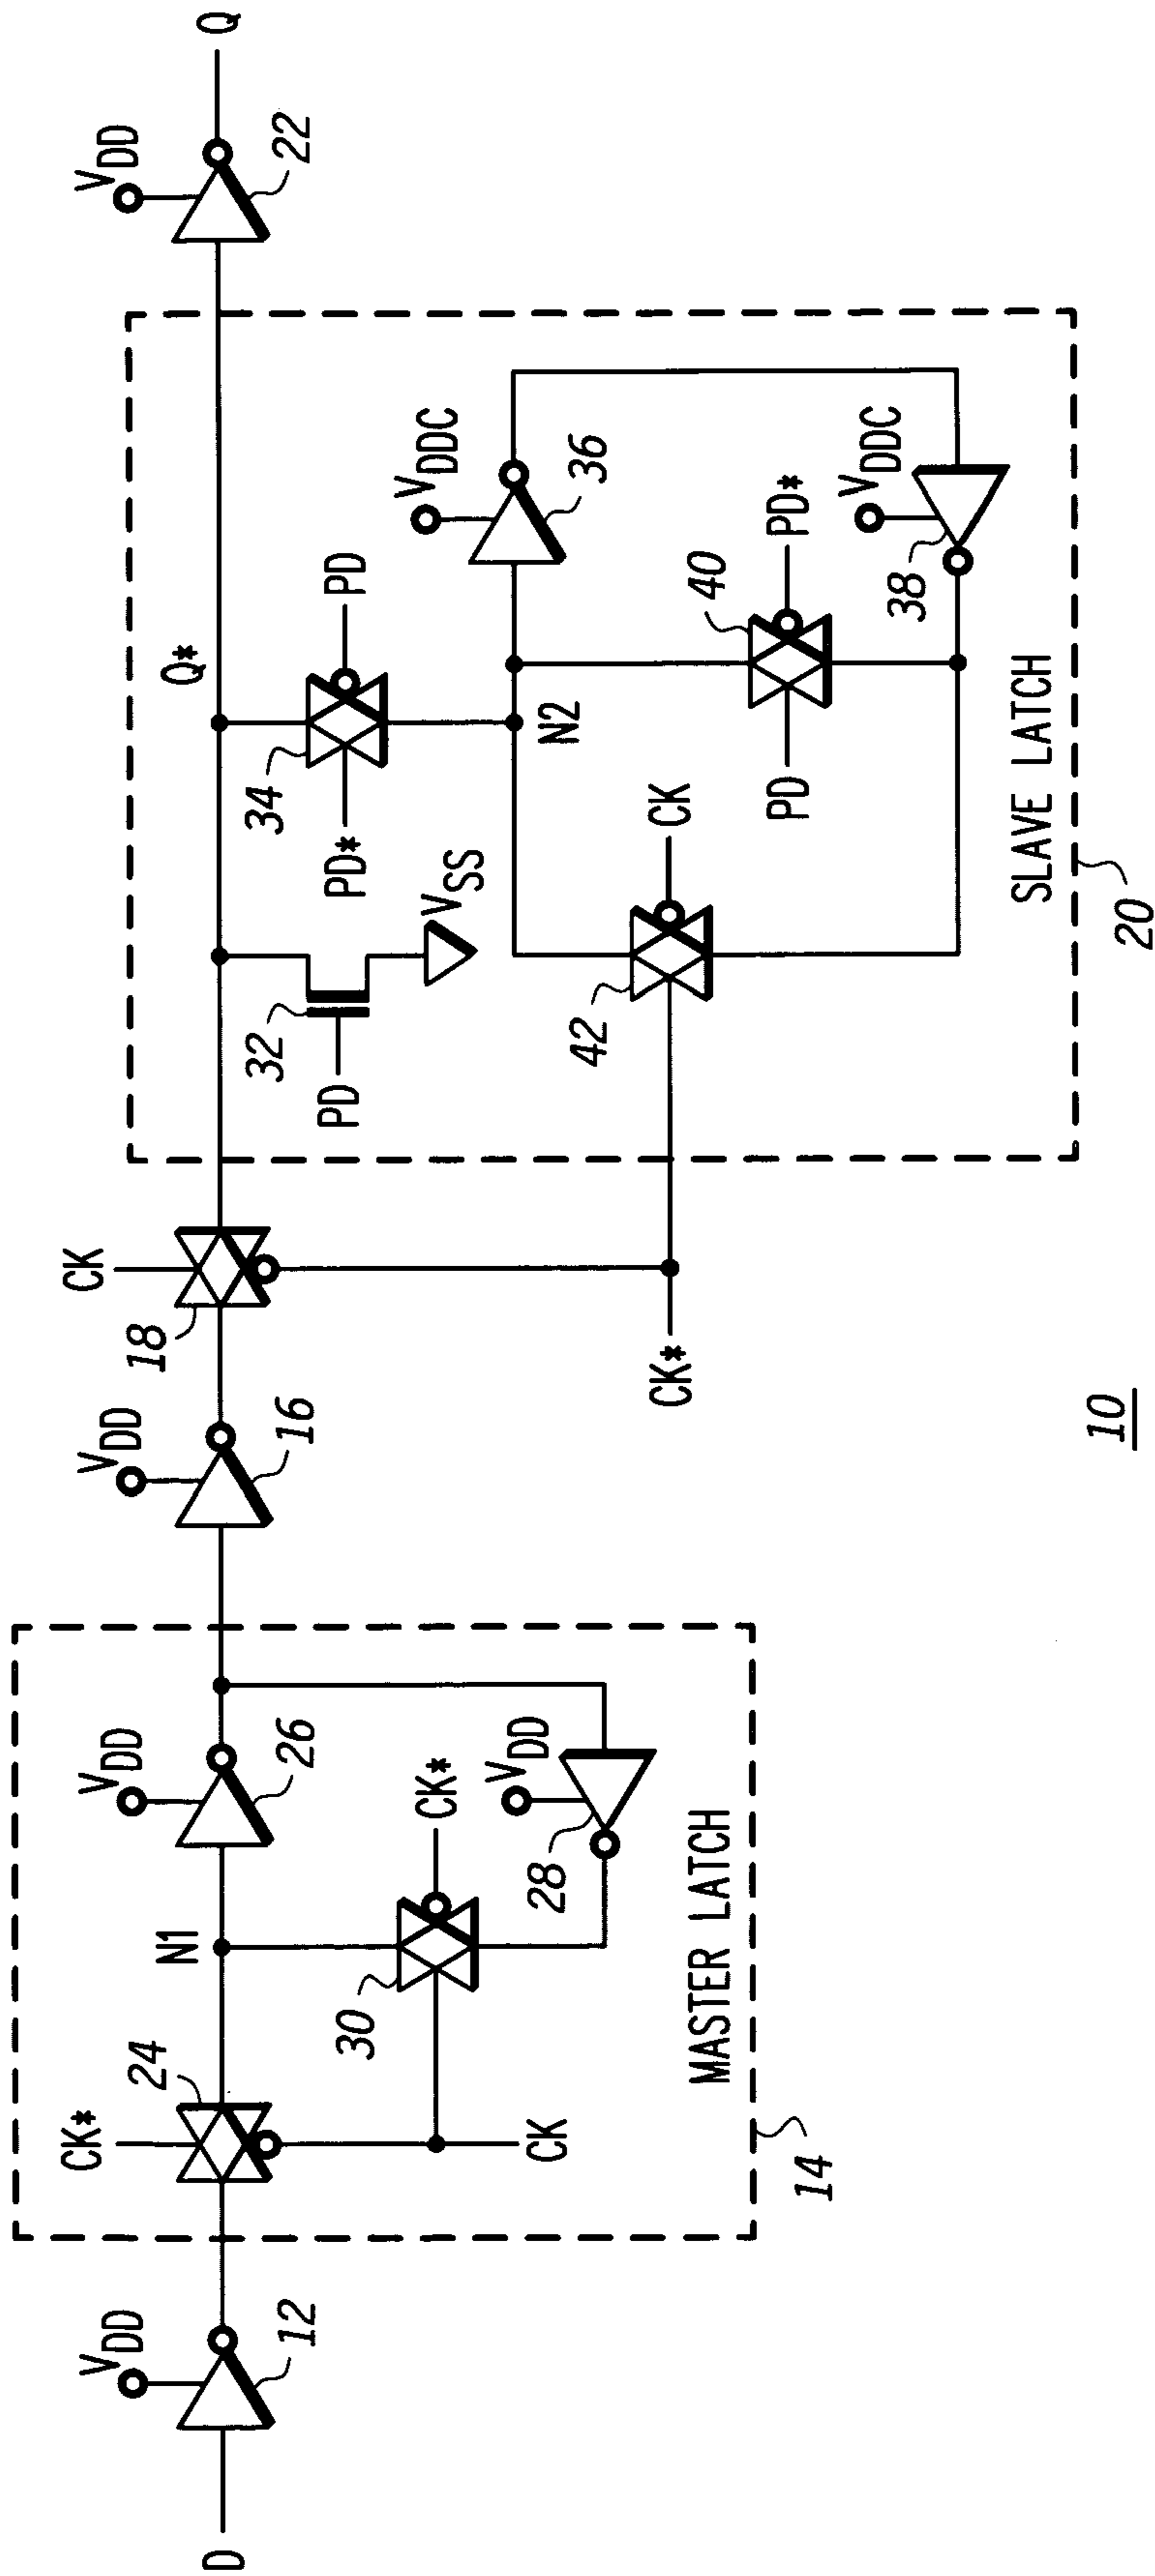 D
VDD
12
CK*
24
N1
VDD
26
30
CK*
CK
VDD
28
MASTER LATCH
14
VDD
16
CK
18
CK*
Q*
PD
32
VSS
34
PD*
PD
N2
VDDC
36
42
CK
40
PD
PD*
VDDC
38
SLAVE LATCH
20
VDD
22
Q
10